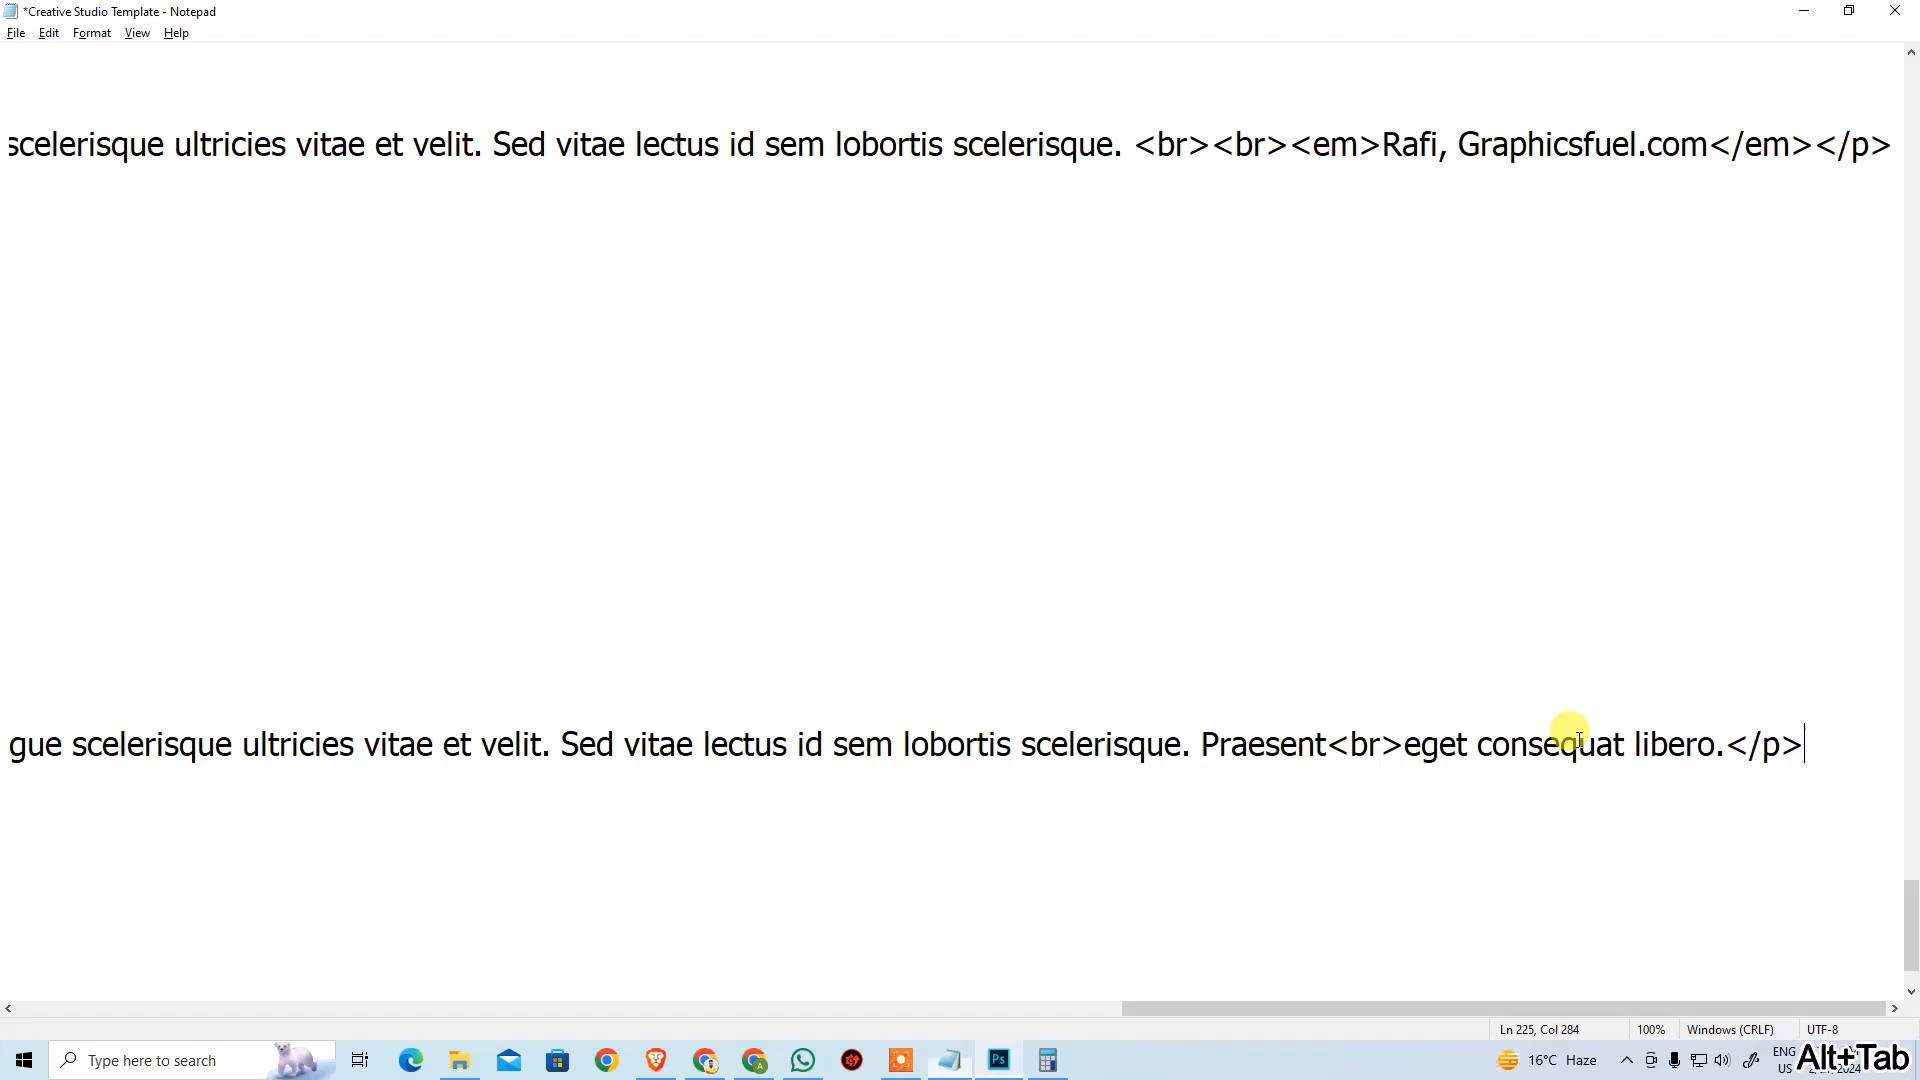 *Creative Studio Template - Notepad
File Edit Format View Help
scelerisque ultricies vitae et velit. Sed vitae lectus id sem lobortis scelerisque. <br><br><em>Rafi, Graphicsfuel.com</em></p>
gue scelerisque ultricies vitae et velit. Sed vitae lectus id sem lobortis scelerisque. Praesent<br>eget consequat libero.</p>
Ln 225, Col 284 100% Windows (CRLF) UTF-8
Type here to search
A
Ps
16°C Haze
ENG
US
Alt+Tab